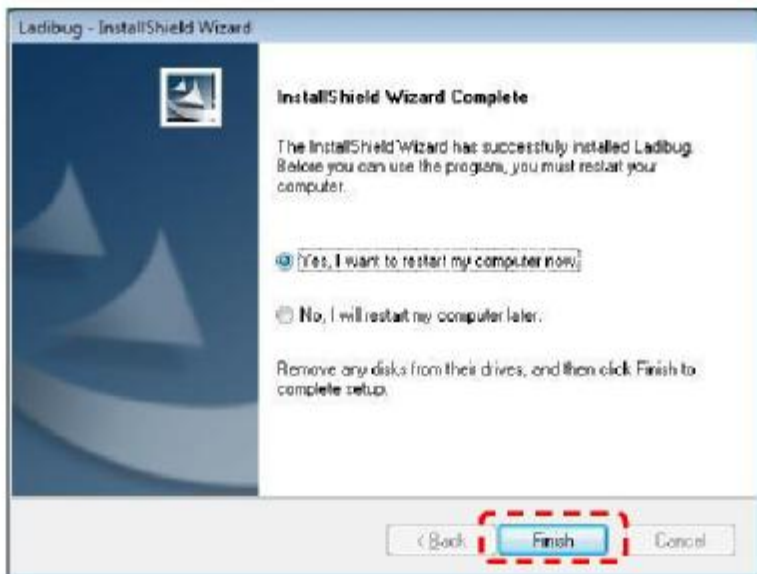 Ladibug - InstallShield Wizard
InstallShield Wizard Complete
The InstallShield Wizard has successfully installed Ladibug.
Before you can use the program, you must restart your
computer.
Yes, I want to restart my computer now.
No, I will restart my computer later.
Remove any disks from their drives, and then click Finish to
complete setup.
< Back Finish Cancel